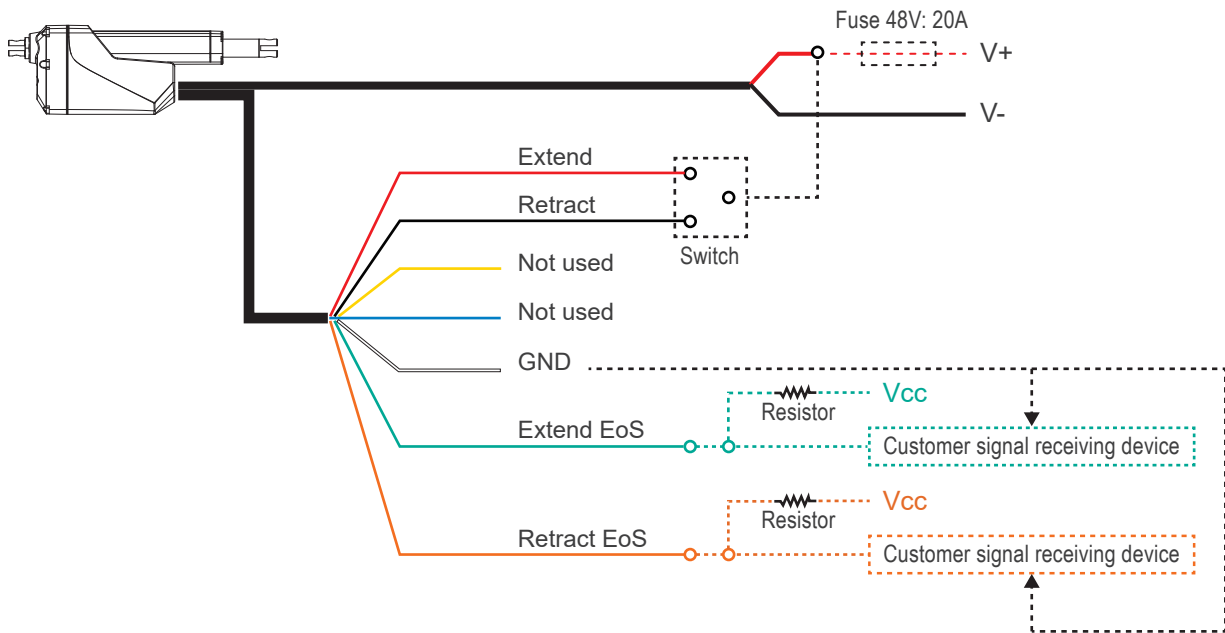 Fuse 48V: 20A
V+
V-
Extend
Retract
Switch
Not used
Not used
GND
Vcc
Resistor
Extend EoS
Customer signal receiving device
Vcc
Resistor
Retract EoS
Customer signal receiving device